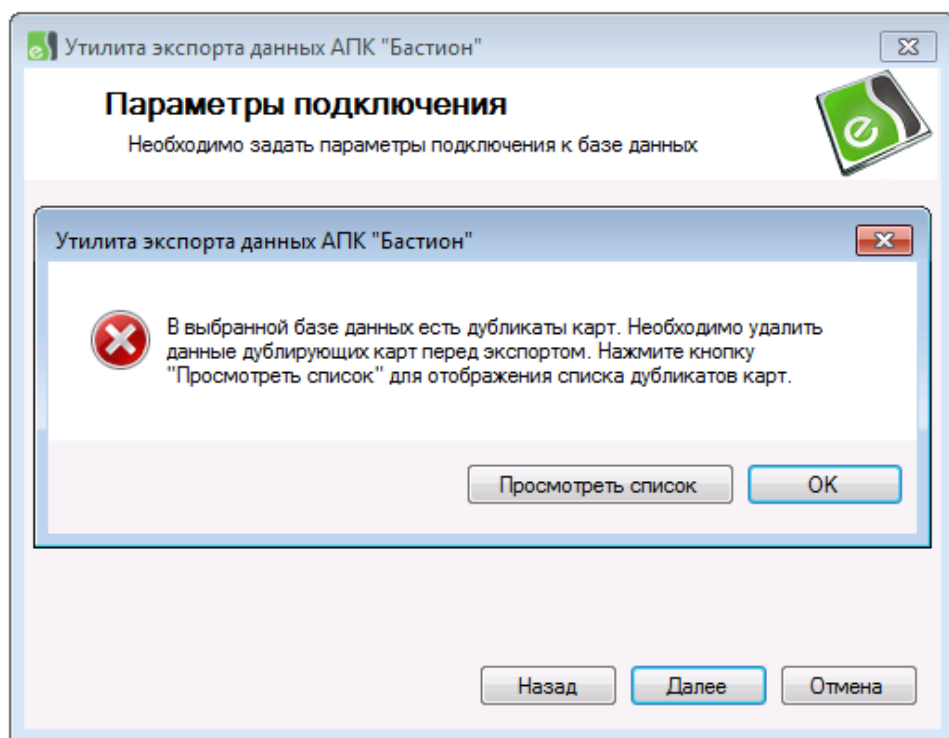 Утилита экспорта данных АПК "Бастион"
Параметры подключения
Необходимо задать параметры подключения к базе данных
Утилита экспорта данных АПК "Бастион"
В выбранной базе данных есть дубликаты карт. Необходимо удалить
данные дублирующих карт перед экспортом. Нажмите кнопку
"Просмотреть список" для отображения списка дубликатов карт.
Просмотреть список
OK
Назад
Далее
Отмена